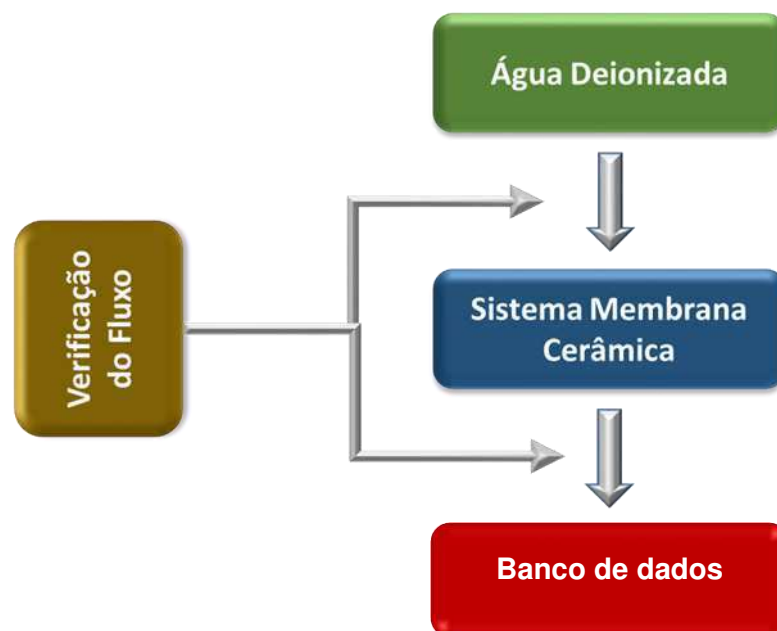 Água Deionizada
Verificação
do Fluxo
Sistema Membrana
Cerâmica
Banco de dados